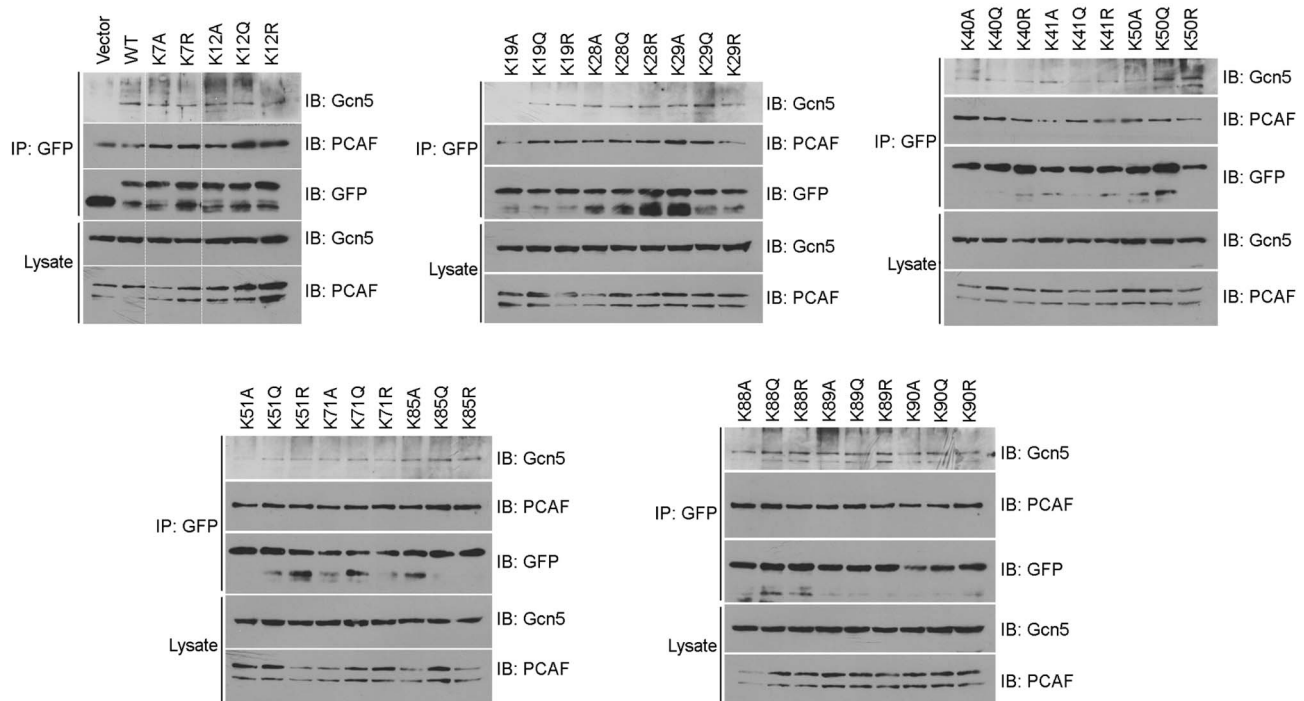 Vector WT K7A K7R K12A K12Q K12R
IP: GFP
IB: Gcn5
IB: PCAF
IB: GFP
Lysate
IB: Gcn5
IB: PCAF
K19A K19Q K19R K28A K28Q K28R K29A K29Q K29R
IP: GFP
IB: Gcn5
IB: PCAF
IB: GFP
Lysate
IB: Gcn5
IB: PCAF
K40A K40Q K40R K41A K41Q K41R K50A K50Q K50R
IP: GFP
IB: Gcn5
IB: PCAF
IB: GFP
Lysate
IB: Gcn5
IB: PCAF
K51A K51Q K51R K71A K71Q K71R K85A K85Q K85R
IP: GFP
IB: Gcn5
IB: PCAF
IB: GFP
Lysate
IB: Gcn5
IB: PCAF
K88A K88Q K88R K89A K89Q K89R K90A K90Q K90R
IP: GFP
IB: Gcn5
IB: PCAF
IB: GFP
Lysate
IB: Gcn5
IB: PCAF